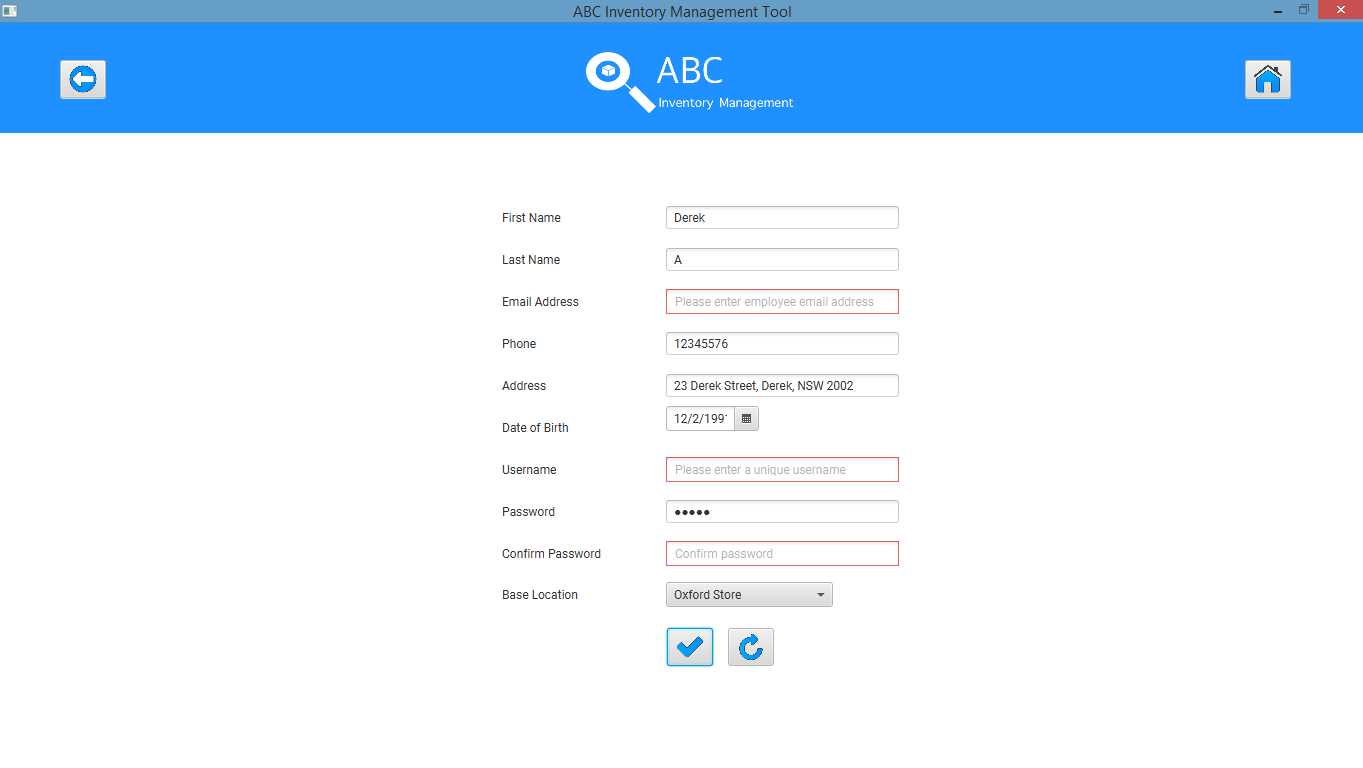 ABC Inventory Management Tool
ABC
Inventory Management
First Name Derek
Last Name A
Email Address Please enter employee email address
Phone 12345576
Address 23 Derek Street, Derek, NSW 2002
Date of Birth 12/2/199
Username Please enter a unique username
Password •••••
Confirm Password Confirm password
Base Location Oxford Store